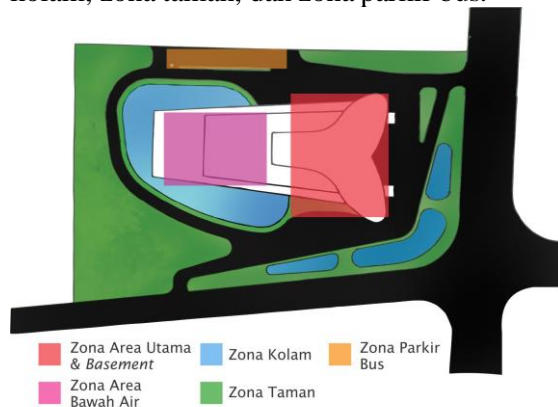 kolam, zona taman, dan zona parkir bus.
Zona Area Utama
& Basement
Zona Kolam
Zona Parkir
Bus
Zona Area
Bawah Air
Zona Taman